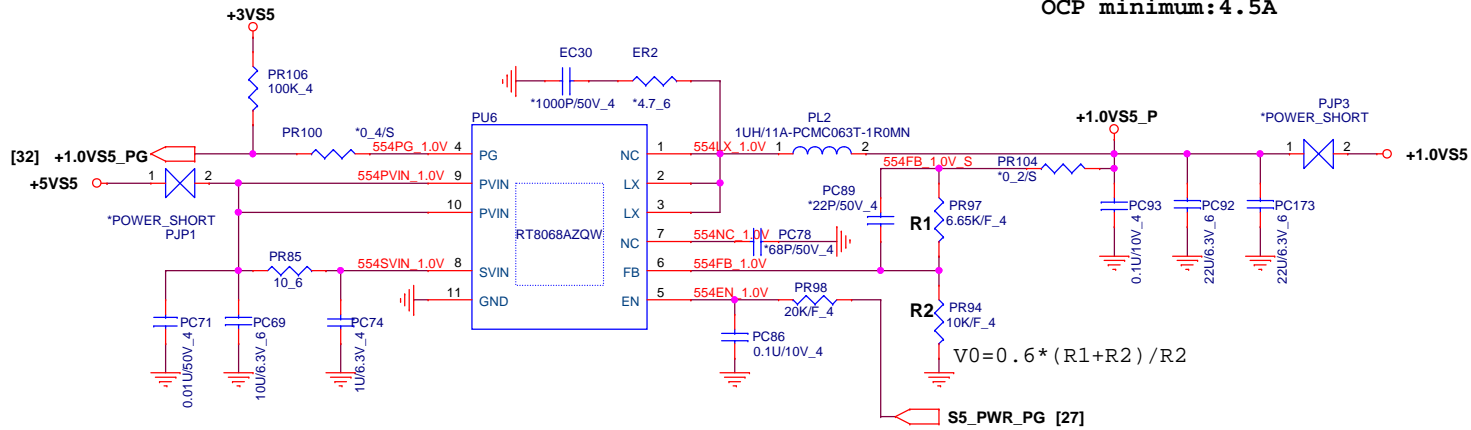 OCP minimum:4.5A
+3VS5
PR106
100K_4
EC30
ER2
*1000P/50V_4
*4.7_6
PU6
PL2
1UH/11A-PCMC063T-1R0MN
+1.0VS5_P
PJP3
*POWER_SHORT
PR100
*0_4/S
[32] +1.0VS5_PG
554PG_1.0V
4
PG
NC
1
554LX_1.0V
1
2
1
2
+1.0VS5
+5VS5
1
2
554PVIN_1.0V
9
PVIN
LX
2
554FB_1.0V_S
PR104
*0_2/S
*POWER_SHORT
PJP1
10
PVIN
LX
3
PC89
*22P/50V_4
R1
PR97
6.65K/F_4
PC93
0.1U/10V_4
PC92
22U/6.3V_6
PC173
22U/6.3V_6
RT8068AZQW
NC
7
554NC_1.0V
PC78
*68P/50V_4
PR85
10_6
554SVIN_1.0V
8
SVIN
FB
6
554FB_1.0V
11
GND
EN
5
554EN_1.0V
PR98
20K/F_4
R2
PR94
10K/F_4
PC71
0.01U/50V_4
PC69
10U/6.3V_6
PC74
1U/6.3V_4
PC86
0.1U/10V_4
V0=0.6*(R1+R2)/R2
S5_PWR_PG [27]